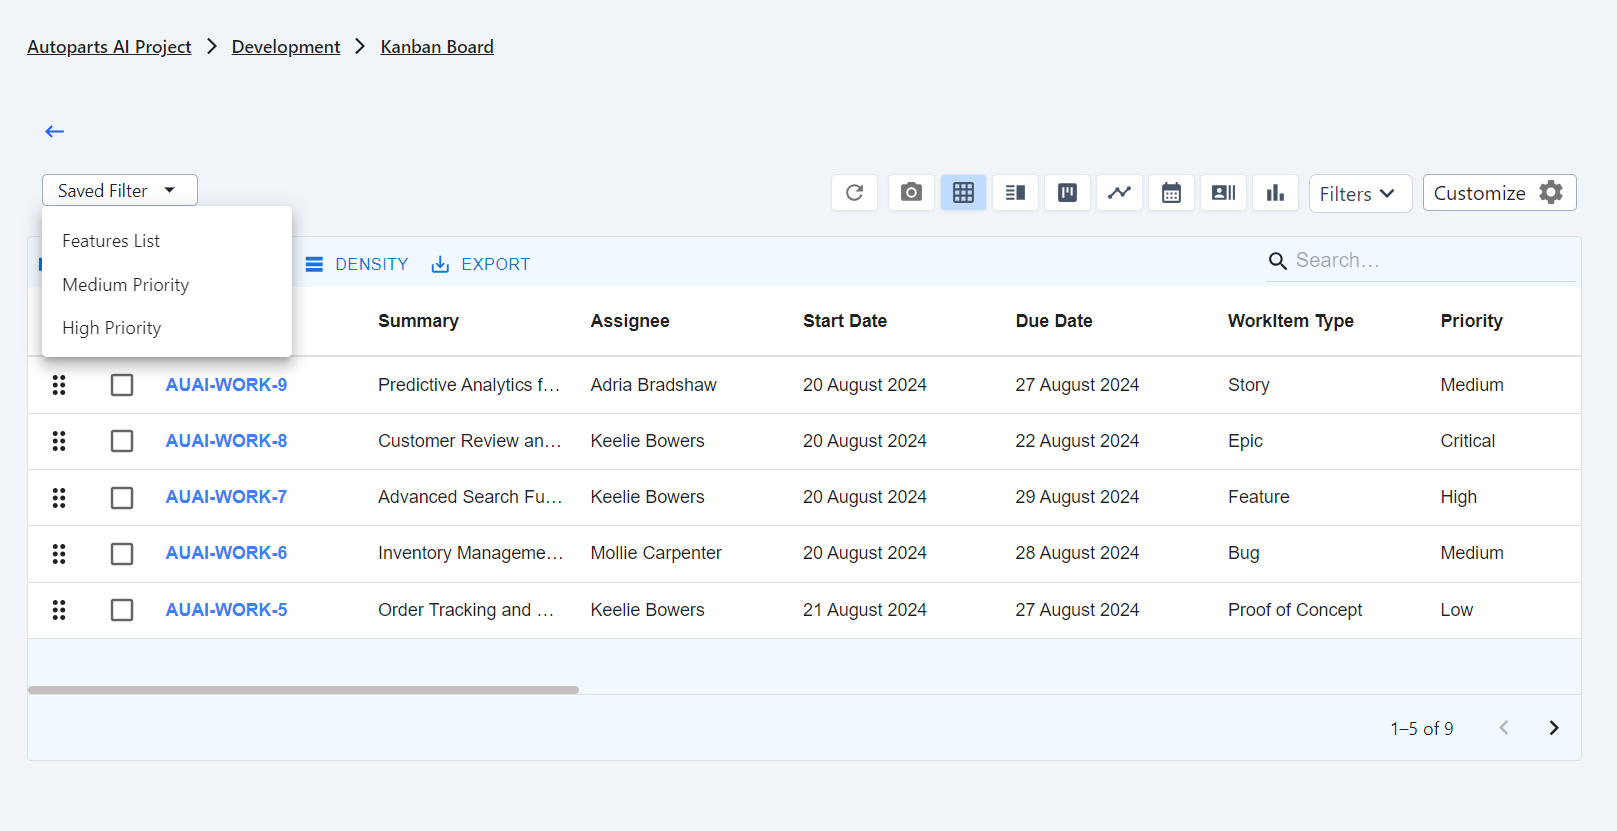 Autoparts AI Project > Development > Kanban Board
Saved Filter
Filters
Customize
Features List
Medium Priority
High Priority
DENSITY
EXPORT
Search...
Summary Assignee Start Date Due Date WorkItem Type Priority
AUAI-WORK-9 Predictive Analytics f... Adria Bradshaw 20 August 2024 27 August 2024 Story Medium
AUAI-WORK-8 Customer Review an... Keelie Bowers 20 August 2024 22 August 2024 Epic Critical
AUAI-WORK-7 Advanced Search Fu... Keelie Bowers 20 August 2024 29 August 2024 Feature High
AUAI-WORK-6 Inventory Manageme... Mollie Carpenter 20 August 2024 28 August 2024 Bug Medium
AUAI-WORK-5 Order Tracking and ... Keelie Bowers 21 August 2024 27 August 2024 Proof of Concept Low
1–5 of 9